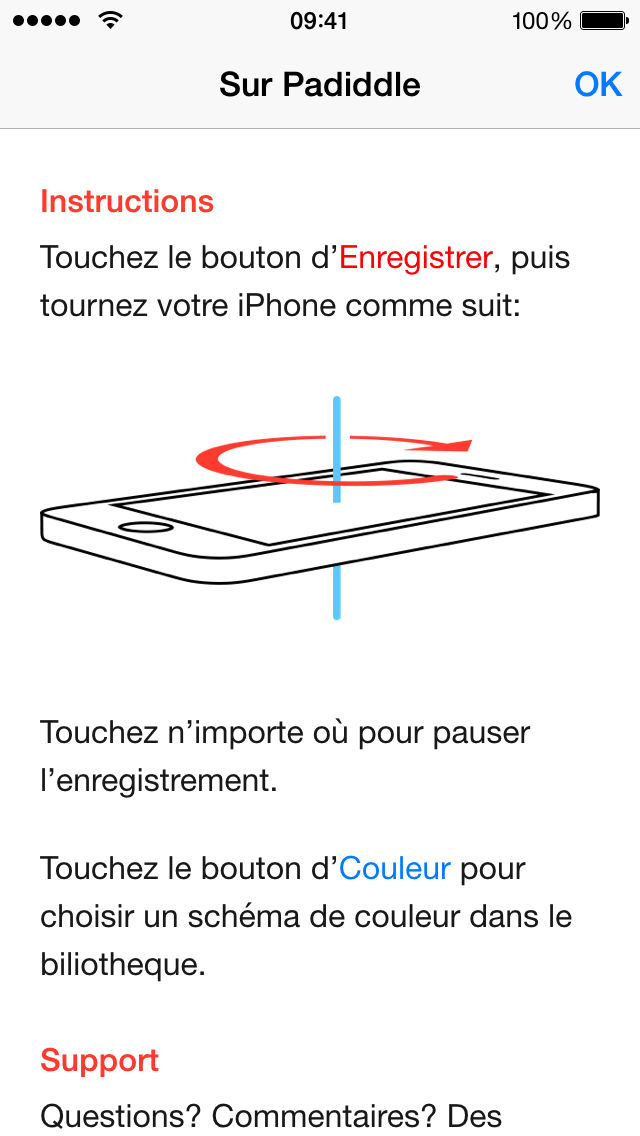 09:41
100%
Sur Padiddle
OK
Instructions
Touchez le bouton d’Enregistrer, puis
tournez votre iPhone comme suit:
Touchez n’importe où pour pauser
l’enregistrement.
Touchez le bouton d’Couleur pour
choisir un schéma de couleur dans le
biliotheque.
Support
Questions? Commentaires? Des